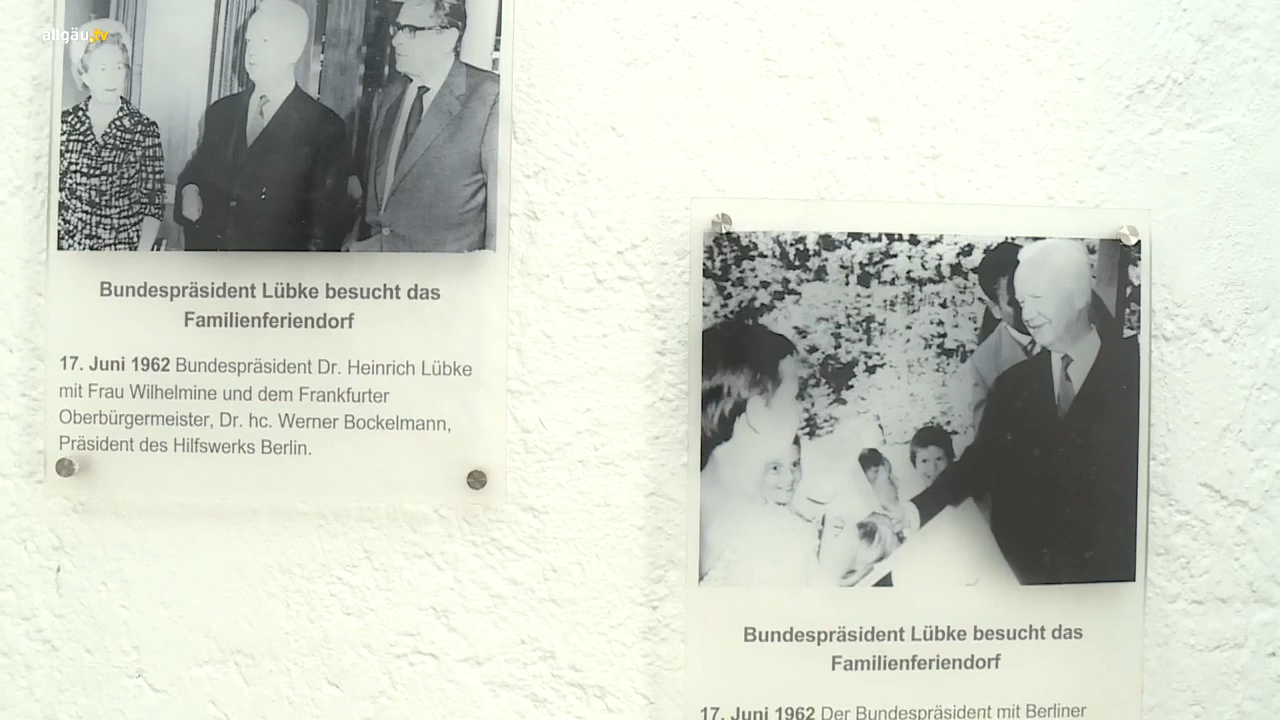 allgäu.tv
Bundespräsident Lübke besucht das
Familienferiendorf
17. Juni 1962 Bundespräsident Dr. Heinrich Lübke
mit Frau Wilhelmine und dem Frankfurter
Oberbürgermeister, Dr. hc. Werner Bockelmann,
Präsident des Hilfswerks Berlin.
Bundespräsident Lübke besucht das
Familienferiendorf
17. Juni 1962 Der Bundespräsident mit Berliner